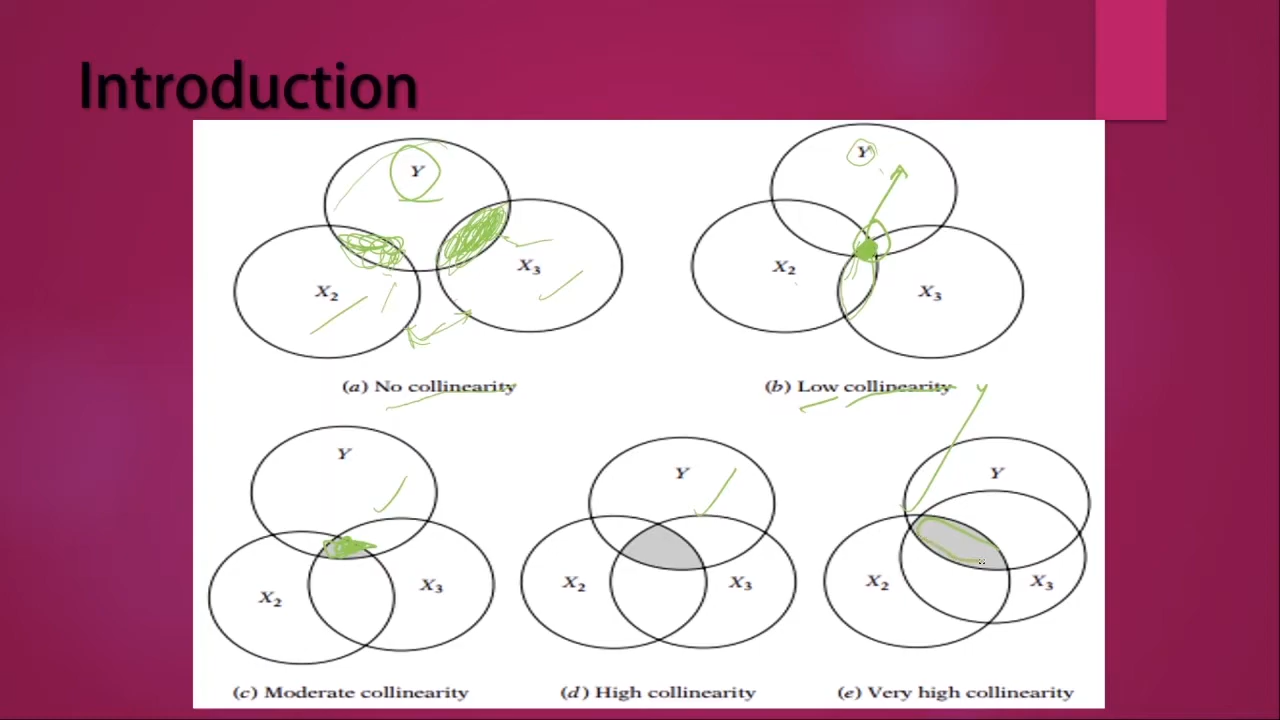 Introduction
Y
X₂
X₃
(a) No collinearity
Y
X₂
X₃
(b) Low collinearity
Y
X₂
X₃
(c) Moderate collinearity
Y
X₂
X₃
(d) High collinearity
Y
X₂
X₃
(e) Very high collinearity